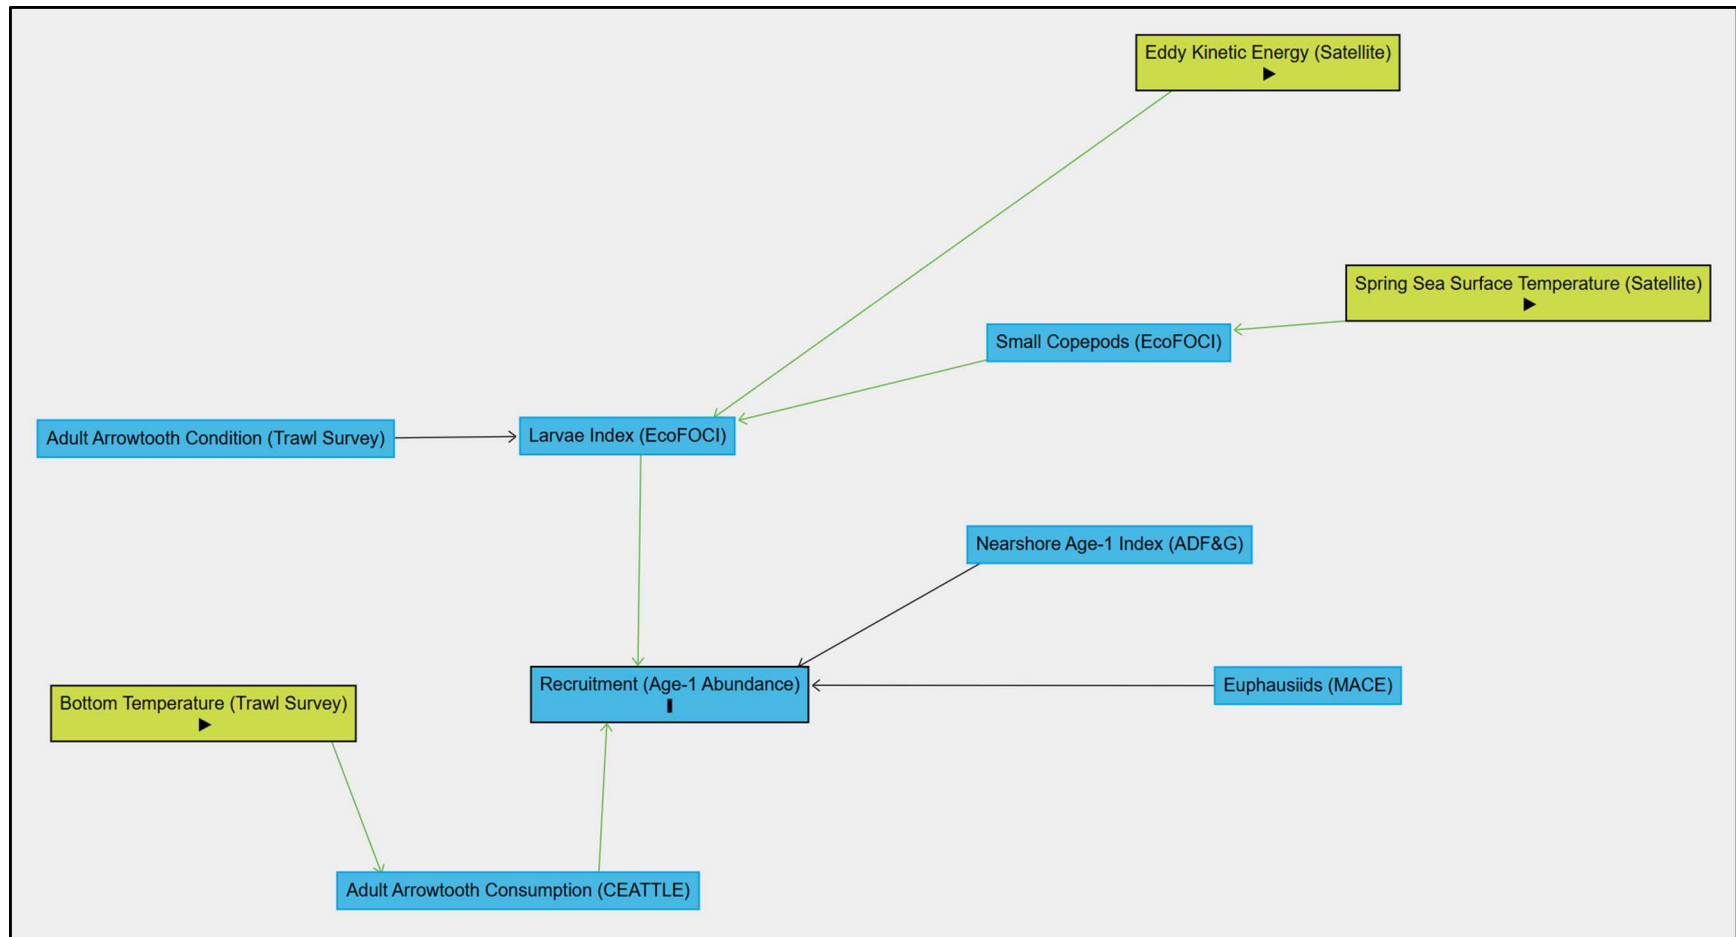 Eddy Kinetic Energy (Satellite)
Spring Sea Surface Temperature (Satellite)
Small Copepods (EcoFOCI)
Adult Arrowtooth Condition (Trawl Survey)
Larvae Index (EcoFOCI)
Nearshore Age-1 Index (ADF&G)
Recruitment (Age-1 Abundance)
Euphausiids (MACE)
Bottom Temperature (Trawl Survey)
Adult Arrowtooth Consumption (CEATTLE)